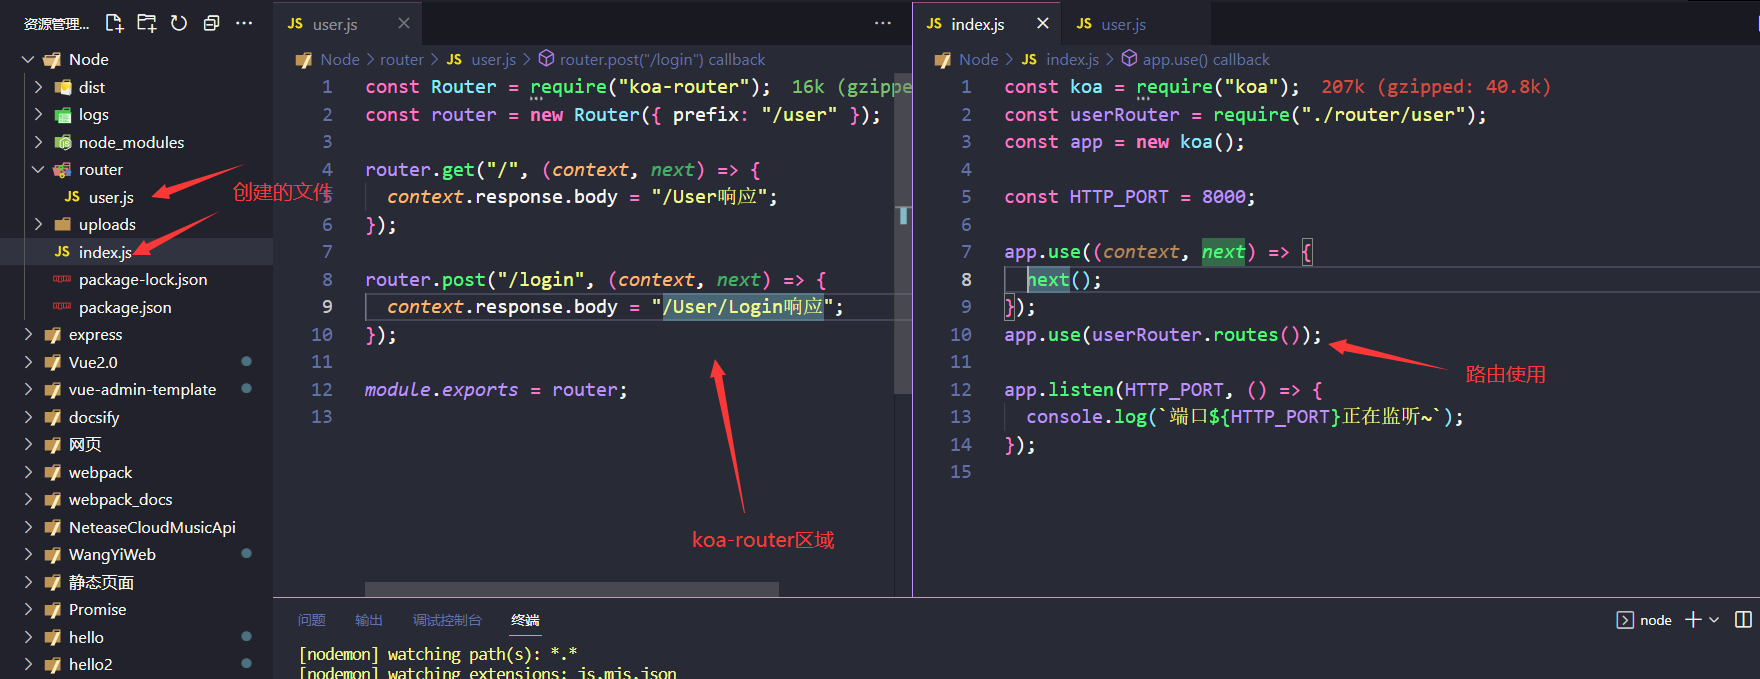 资源管理...
Node
dist
logs
node_modules
router
user.js
uploads
index.js
package-lock.json
package.json
express
Vue2.0
vue-admin-template
docsify
网页
webpack
webpack_docs
NeteaseCloudMusicApi
WangYiWeb
静态页面
Promise
hello
hello2
创建的文件
JS user.js
Node > router > JS user.js > router.post("/login") callback
1 const Router = require("koa-router"); 16k (gzippe
2 const router = new Router({ prefix: "/user" });
3
4 router.get("/", (context, next) => {
5 context.response.body = "/User响应";
6 });
7
8 router.post("/login", (context, next) => {
9 context.response.body = "/User/Login响应";
10 });
11
12 module.exports = router;
13
koa-router区域
JS index.js JS user.js
Node > JS index.js > app.use() callback
1 const koa = require("koa"); 207k (gzipped: 40.8k)
2 const userRouter = require("./router/user");
3 const app = new koa();
4
5 const HTTP_PORT = 8000;
6
7 app.use((context, next) => {
8 next();
9 });
10 app.use(userRouter.routes());
11
12 app.listen(HTTP_PORT, () => {
13 console.log(`端口${HTTP_PORT}正在监听~`);
14 });
15
路由使用
问题 输出 调试控制台 终端
node
[nodemon] watching path(s): *.*
[nodemon] watching extensions: js,mjs,json